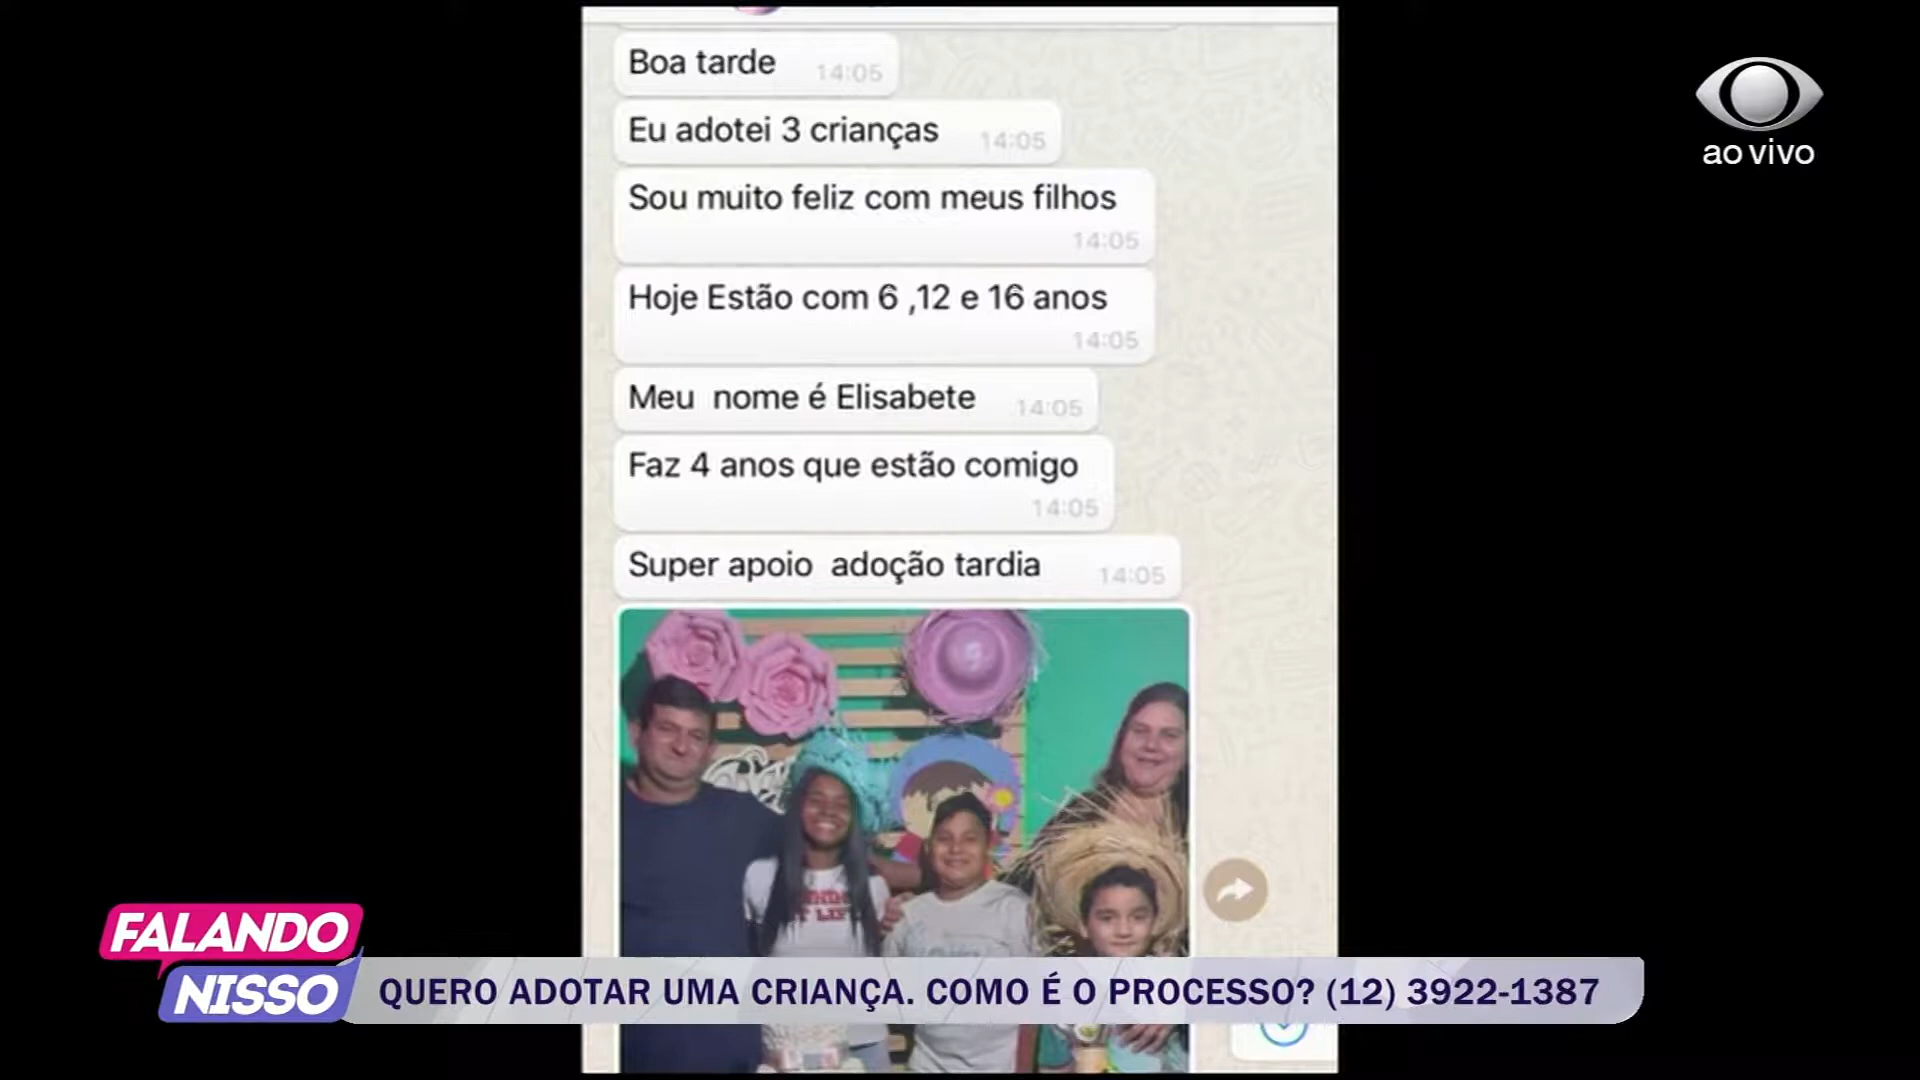 Boa tarde 14:05
Eu adotei 3 crianças 14:05
Sou muito feliz com meus filhos
14:05
Hoje Estão com 6 ,12 e 16 anos
14:05
Meu nome é Elisabete 14:05
Faz 4 anos que estão comigo
14:05
Super apoio adoção tardia 14:05
ao vivo
FALANDO
NISSO
QUERO ADOTAR UMA CRIANÇA. COMO É O PROCESSO? (12) 3922-1387